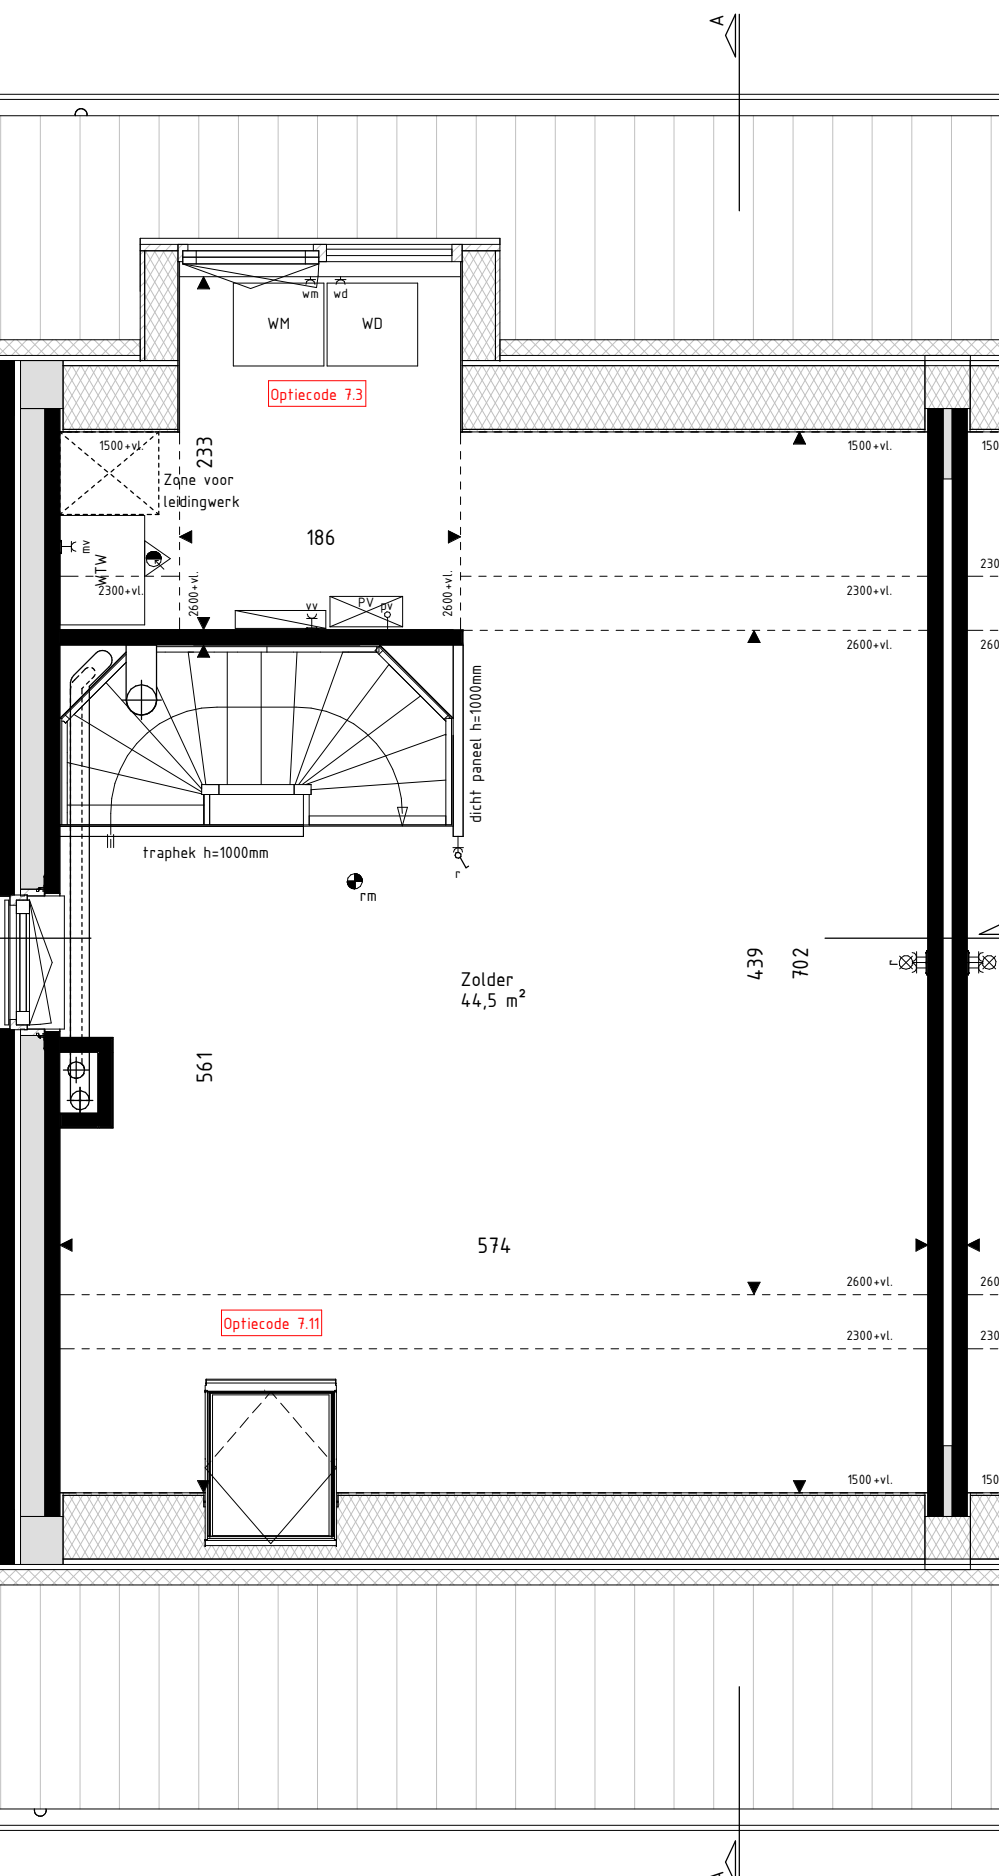 A
wm wd
WM WD
Optiecode 7.3
1500+vl.
1500+vl.
150
233
Zone voor
leidingwerk
186
mv
WTW
2300+vl.
2600+vl.
2600+vl.
2300+vl.
230
vv
PV
pv
2600+vl.
260
dicht paneel h=1000mm
traphek h=1000mm
r
rm
439
702
r
Zolder
44,5 m²
561
574
2600+vl.
260
Optiecode 7.11
2300+vl.
230
1500+vl.
150
A